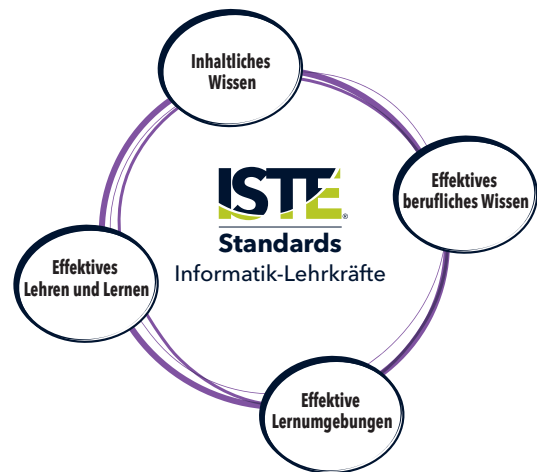 Inhaltliches
Wissen
Effektives
berufliches Wissen
ISTE®
Standards
Informatik-Lehrkräfte
Effektives
Lehren und Lernen
Effektive
Lernumgebungen